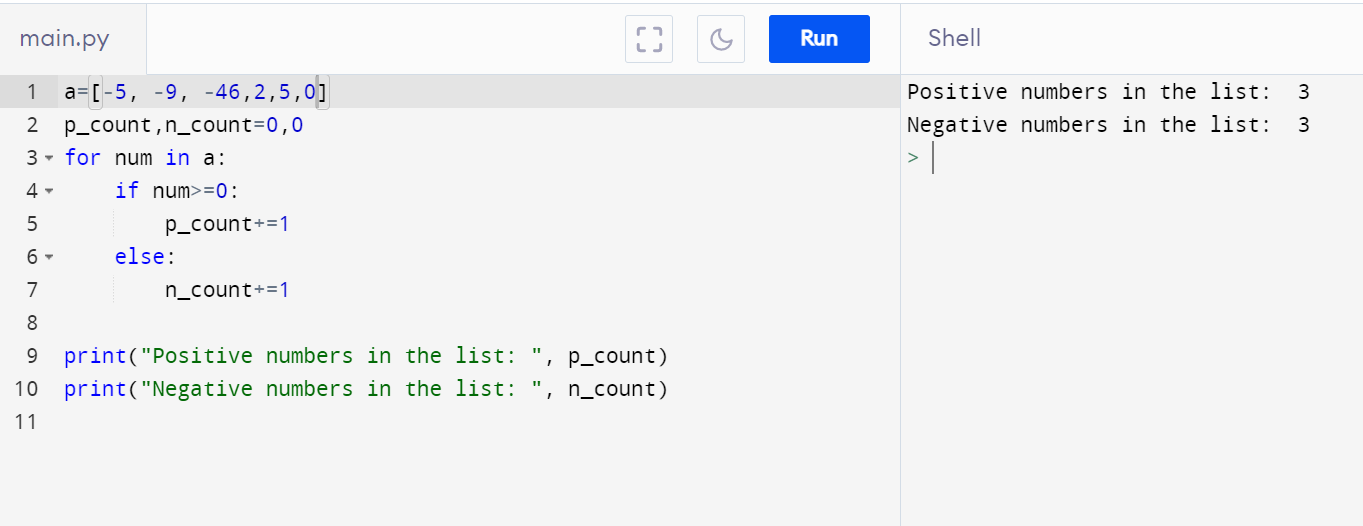 main.py
Run
Shell
1 a=[-5, -9, -46,2,5,0]
2 p_count,n_count=0,0
3 for num in a:
4     if num>=0:
5         p_count+=1
6     else:
7         n_count+=1
8
9 print("Positive numbers in the list: ", p_count)
10 print("Negative numbers in the list: ", n_count)
11
Positive numbers in the list:  3
Negative numbers in the list:  3
>